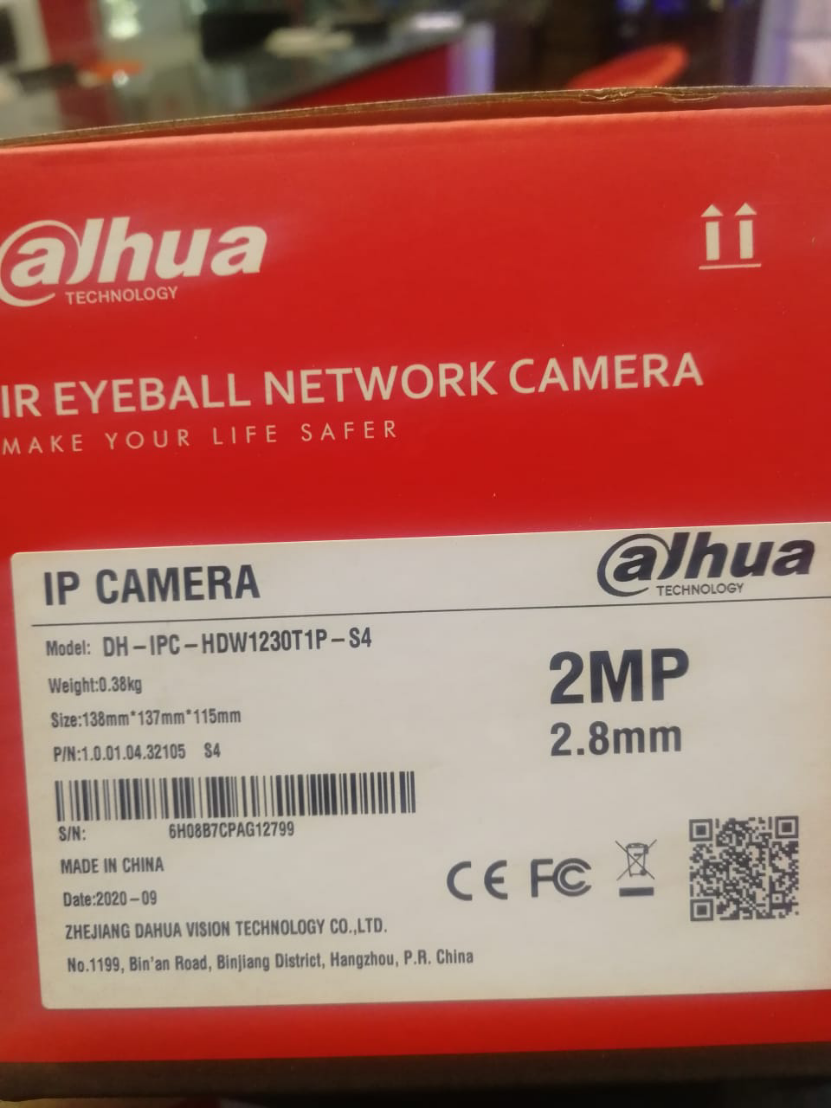 alhua
TECHNOLOGY
IR EYEBALL NETWORK CAMERA
MAKE YOUR LIFE SAFER
IP CAMERA
alhua
TECHNOLOGY
Model: DH-IPC-HDW1230T1P-S4
Weight:0.38kg
Size:138mm*137mm*115mm
P/N:1.0.01.04.32105 S4
2MP
2.8mm
S/N: 6H08B7CPAG12799
MADE IN CHINA
Date:2020-09
CE FC
ZHEJIANG DAHUA VISION TECHNOLOGY CO.,LTD.
No.1199, Bin'an Road, Binjiang District, Hangzhou, P.R. China